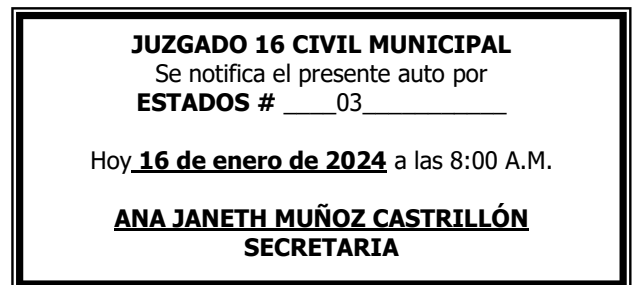 JUZGADO 16 CIVIL MUNICIPAL
Se notifica el presente auto por
ESTADOS # ____03___________
Hoy 16 de enero de 2024 a las 8:00 A.M.
ANA JANETH MUÑOZ CASTRILLÓN
SECRETARIA